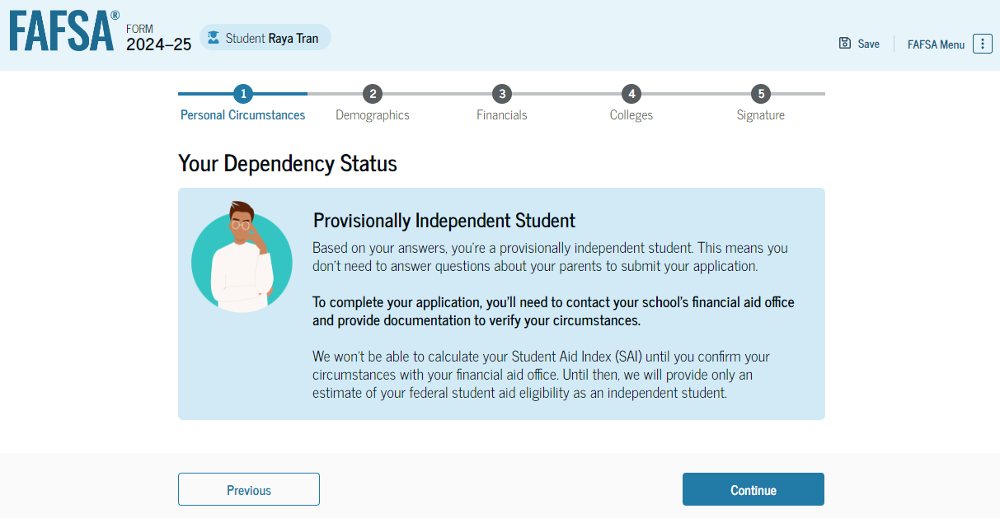 FAFSA®
FORM
2024–25
Student Raya Tran
Save
FAFSA Menu
1
2
3
4
5
Personal Circumstances
Demographics
Financials
Colleges
Signature
Your Dependency Status
Provisionally Independent Student
Based on your answers, you're a provisionally independent student. This means you
don't need to answer questions about your parents to submit your application.
To complete your application, you'll need to contact your school's financial aid office
and provide documentation to verify your circumstances.
We won't be able to calculate your Student Aid Index (SAI) until you confirm your
circumstances with your financial aid office. Until then, we will provide only an
estimate of your federal student aid eligibility as an independent student.
Previous
Continue